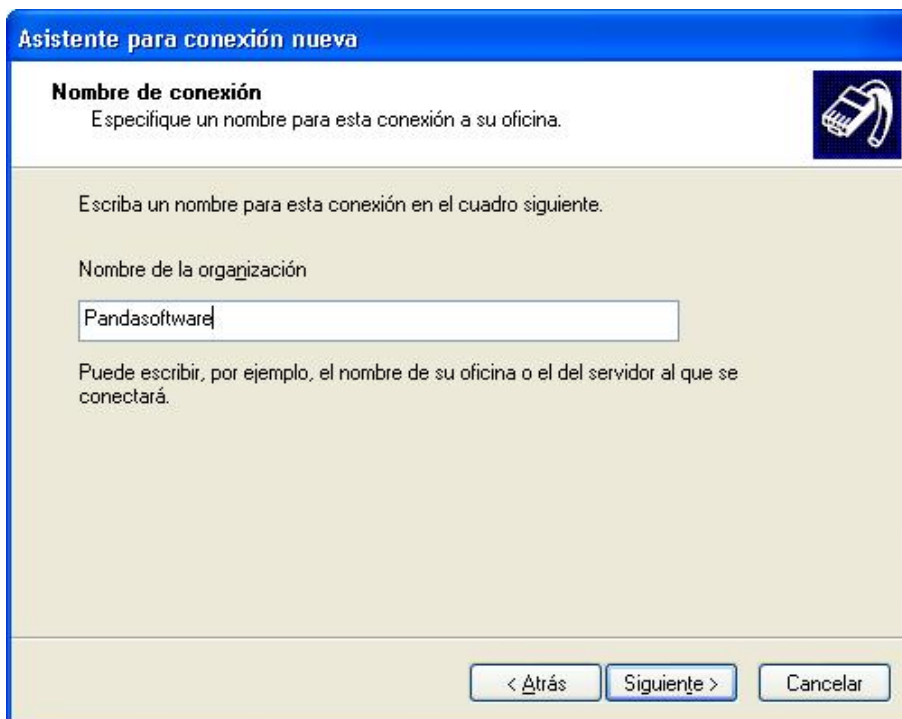 Asistente para conexión nueva
Nombre de conexión
Especifique un nombre para esta conexión a su oficina.
Escriba un nombre para esta conexión en el cuadro siguiente.
Nombre de la organización
Pandasoftware
Puede escribir, por ejemplo, el nombre de su oficina o el del servidor al que se
conectará.
< Atrás Siguiente > Cancelar